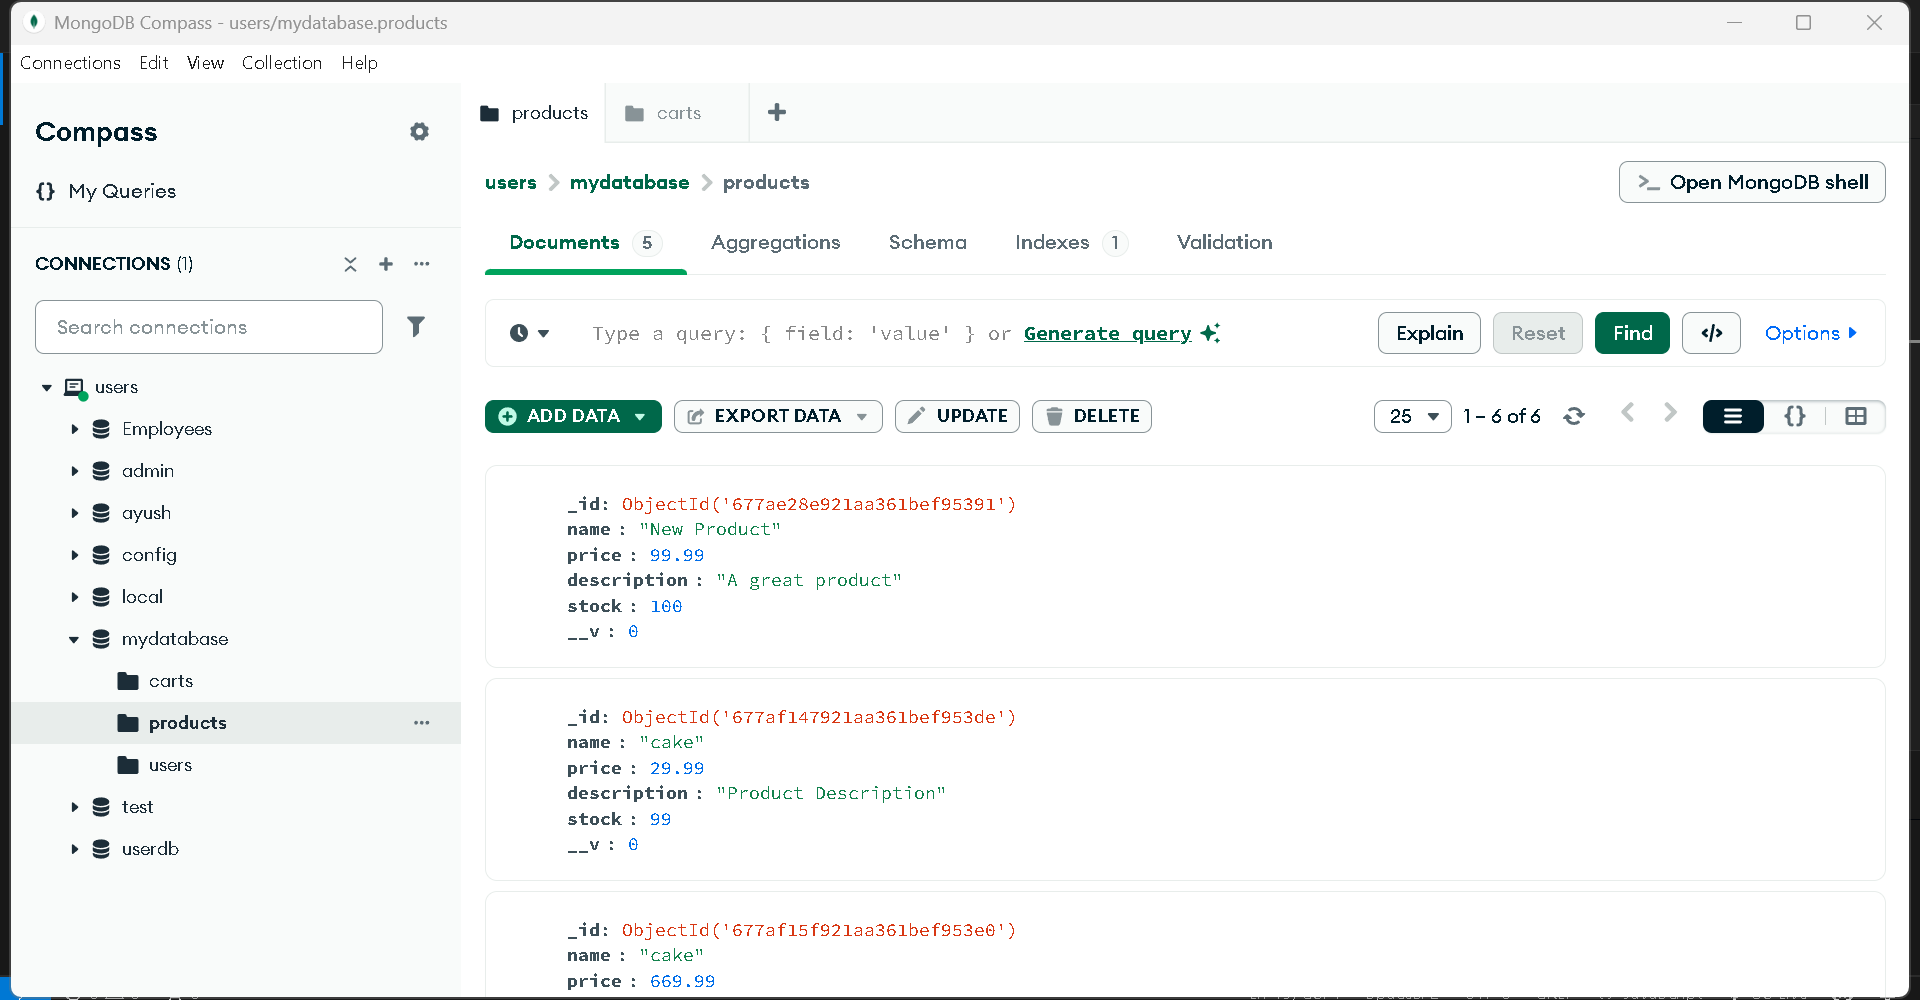 MongoDB Compass - users/mydatabase.products
Connections Edit View Collection Help
Compass
{} My Queries
CONNECTIONS (1)
Search connections
users
Employees
admin
ayush
config
local
mydatabase
carts
products
users
test
userdb
products carts
users > mydatabase > products
>_ Open MongoDB shell
Documents 5 Aggregations Schema Indexes 1 Validation
Type a query: { field: 'value' } or Generate query
Explain Reset Find </> Options
ADD DATA EXPORT DATA UPDATE DELETE
25 1 – 6 of 6 {}
_id: ObjectId('677ae28e921aa361bef95391')
name : "New Product"
price : 99.99
description : "A great product"
stock : 100
__v : 0
_id: ObjectId('677af147921aa361bef953de')
name : "cake"
price : 29.99
description : "Product Description"
stock : 99
__v : 0
_id: ObjectId('677af15f921aa361bef953e0')
name : "cake"
price : 669.99